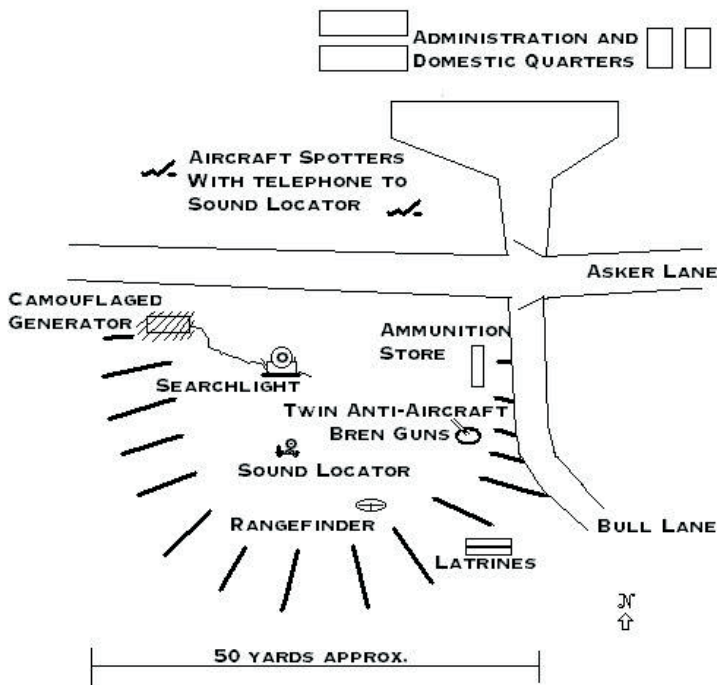 ADMINISTRATION AND
DOMESTIC QUARTERS
AIRCRAFT SPOTTERS
WITH TELEPHONE TO
SOUND LOCATOR
ASKER LANE
CAMOUFLAGED
GENERATOR
AMMUNITION
STORE
SEARCHLIGHT
TWIN ANTI-AIRCRAFT
BREN GUNS
SOUND LOCATOR
RANGEFINDER
BULL LANE
LATRINES
N
50 YARDS APPROX.